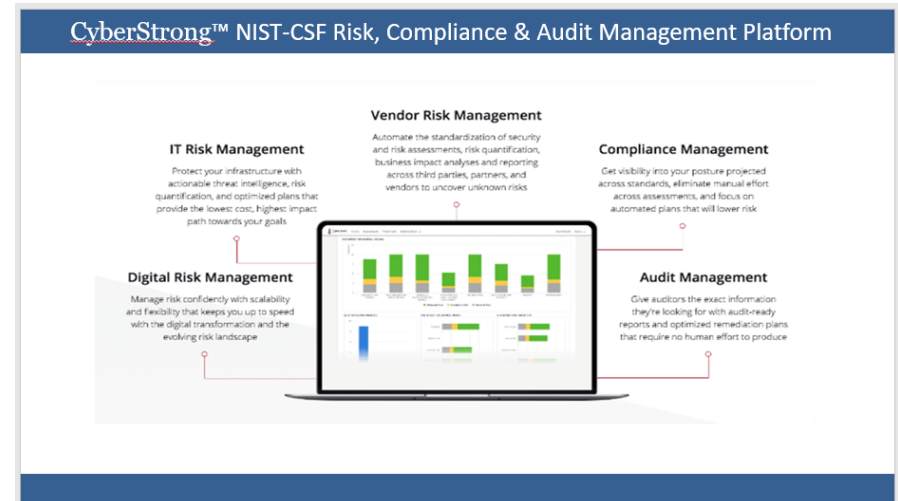 CyberStrong™ NIST-CSF Risk, Compliance & Audit Management Platform
Vendor Risk Management
Automate the standardization of security
and risk assessments, risk quantification,
business impact analyses and reporting
across third parties, partners, and
vendors to uncover unknown risks
IT Risk Management
Protect your infrastructure with
actionable threat intelligence, risk
quantification, and optimized plans that
provide the lowest cost, highest impact
path towards your goals
Compliance Management
Get visibility into your posture projected
across standards, eliminate manual effort
across assessments, and focus on
automated plans that will lower risk
Digital Risk Management
Manage risk confidently with scalability
and flexibility that keeps you up to speed
with the digital transformation and the
evolving risk landscape
Audit Management
Give auditors the exact information
they're looking for with audit-ready
reports and optimized remediation plans
that require no human effort to produce